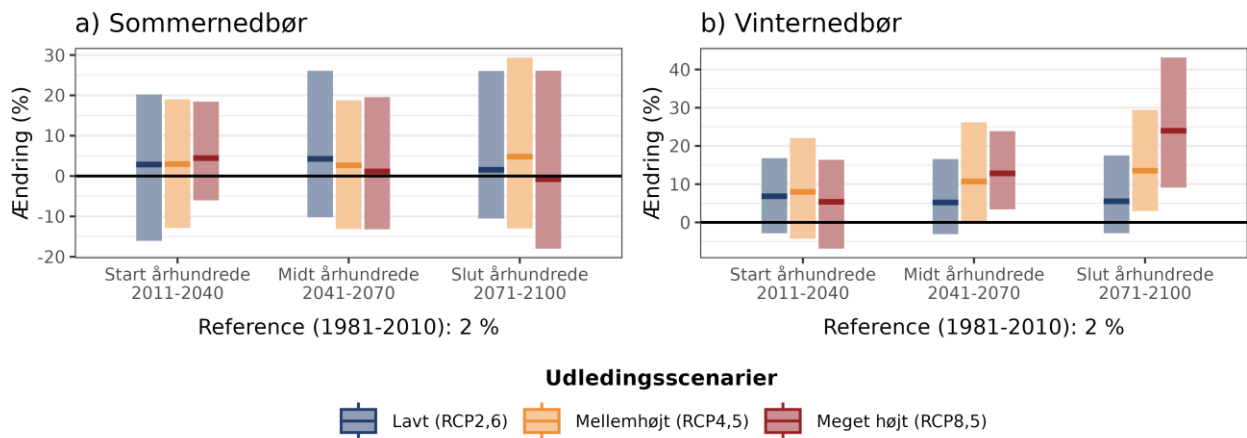 a) Sommernedbør
Ændring (%)
30
20
10
0
-10
-20
Start århundrede
2011-2040
Midt århundrede
2041-2070
Slut århundrede
2071-2100
Reference (1981-2010): 2 %
b) Vinternedbør
Ændring (%)
40
30
20
10
0
Start århundrede
2011-2040
Midt århundrede
2041-2070
Slut århundrede
2071-2100
Reference (1981-2010): 2 %
Udledingsscenarier
Lavt (RCP2,6)
Mellemhøjt (RCP4,5)
Meget højt (RCP8,5)